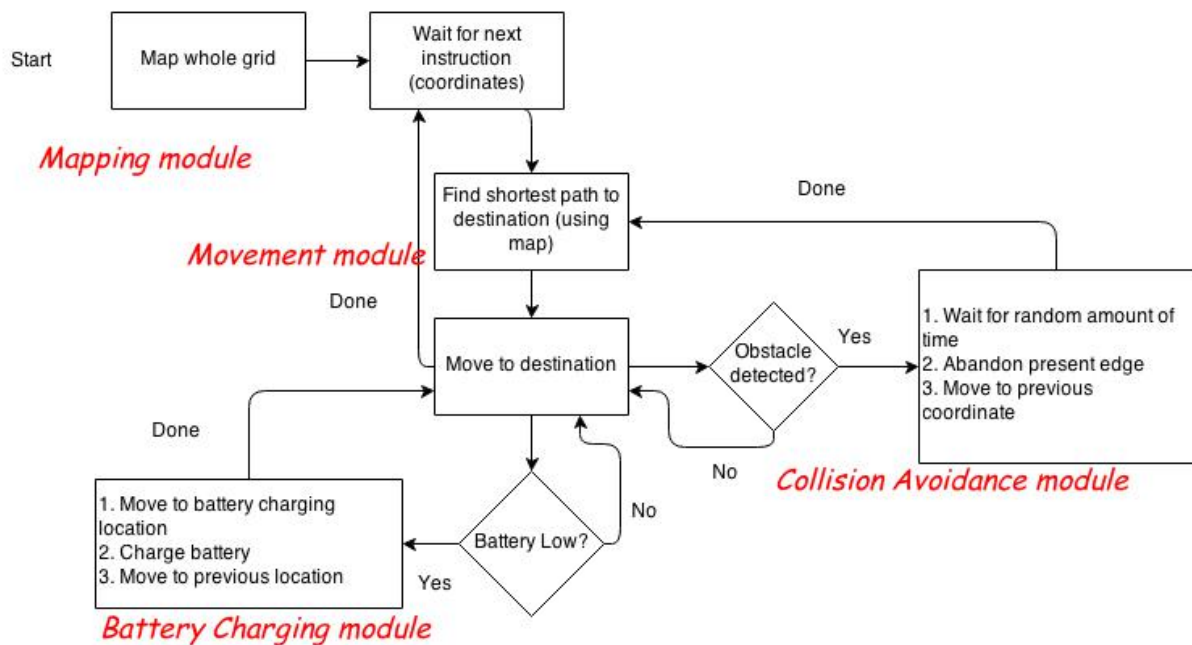 Start
Map whole grid
Wait for next
instruction
(coordinates)
Mapping module
Find shortest path to
destination (using
map)
Done
Movement module
Done
Move to destination
Obstacle
detected?
Yes
1. Wait for random amount of
time
2. Abandon present edge
3. Move to previous
coordinate
Done
No
Collision Avoidance module
1. Move to battery charging
location
2. Charge battery
3. Move to previous location
Battery Low?
No
Yes
Battery Charging module